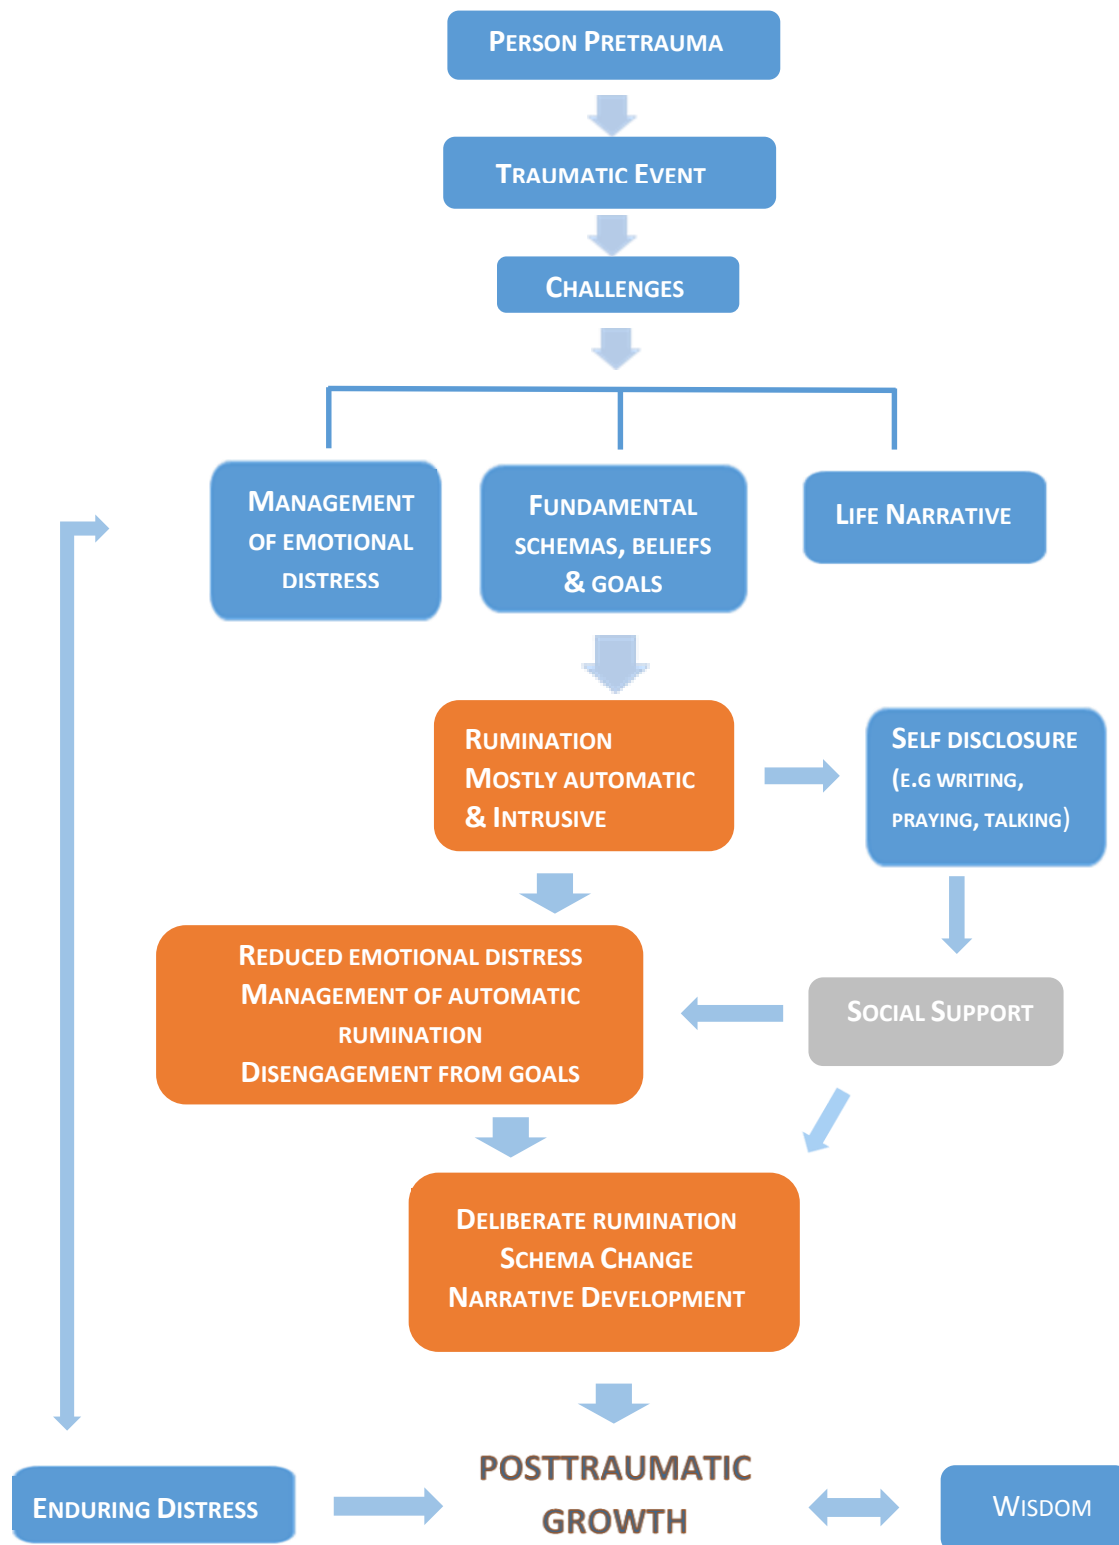 PERSON PRETRAUMA
TRAUMATIC EVENT
CHALLENGES
MANAGEMENT
OF EMOTIONAL
DISTRESS
FUNDAMENTAL
SCHEMAS, BELIEFS
& GOALS
LIFE NARRATIVE
RUMINATION
MOSTLY AUTOMATIC
& INTRUSIVE
SELF DISCLOSURE
(E.G WRITING,
PRAYING, TALKING)
REDUCED EMOTIONAL DISTRESS
MANAGEMENT OF AUTOMATIC
RUMINATION
DISENGAGEMENT FROM GOALS
SOCIAL SUPPORT
DELIBERATE RUMINATION
SCHEMA CHANGE
NARRATIVE DEVELOPMENT
ENDURING DISTRESS
POSTTRAUMATIC
GROWTH
WISDOM